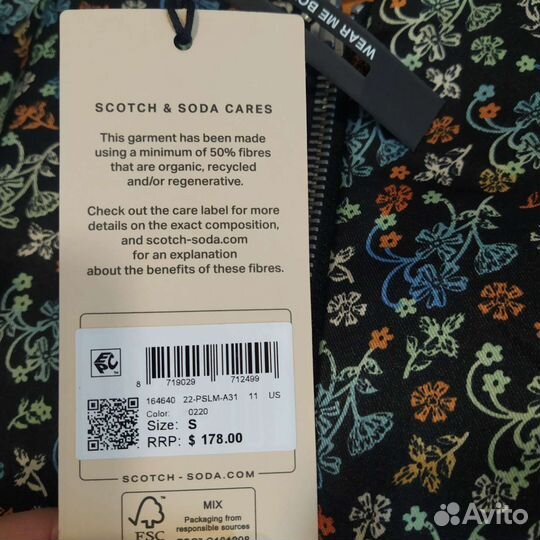 WEAR ME BO
SCOTCH & SODA CARES
This garment has been made
using a minimum of 50% fibres
that are organic, recycled
and/or regenerative.
Check out the care label for more
details on the exact composition,
and scotch-soda.com
for an explanation
about the benefits of these fibres.
EPC
8 719029 712499
164640 22-PSLM-A31 11 US
Color: 0220
Size: S
RRP: $ 178.00
SCOTCH-SODA.COM
FSC
MIX
Packaging from
responsible sources
Avito